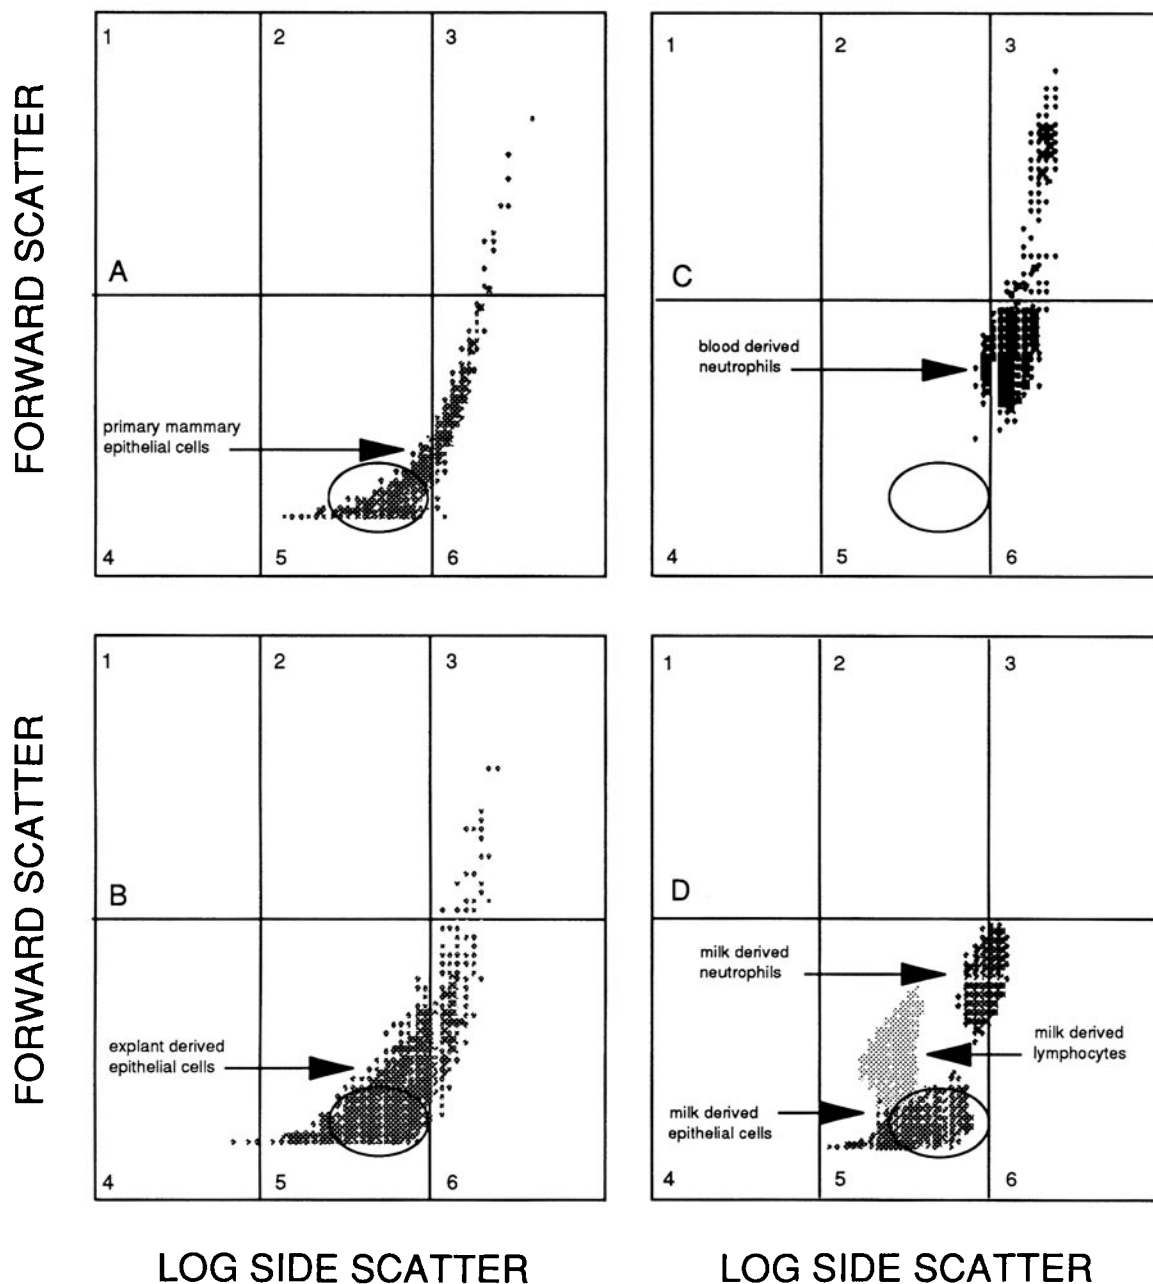 FORWARD SCATTER
1
2
3
A
primary mammary
epithelial cells
4
5
6
1
2
3
C
blood derived
neutrophils
4
5
6
FORWARD SCATTER
1
2
3
B
explant derived
epithelial cells
4
5
6
1
2
3
D
milk derived
neutrophils
milk derived
lymphocytes
milk derived
epithelial cells
4
5
6
LOG SIDE SCATTER
LOG SIDE SCATTER